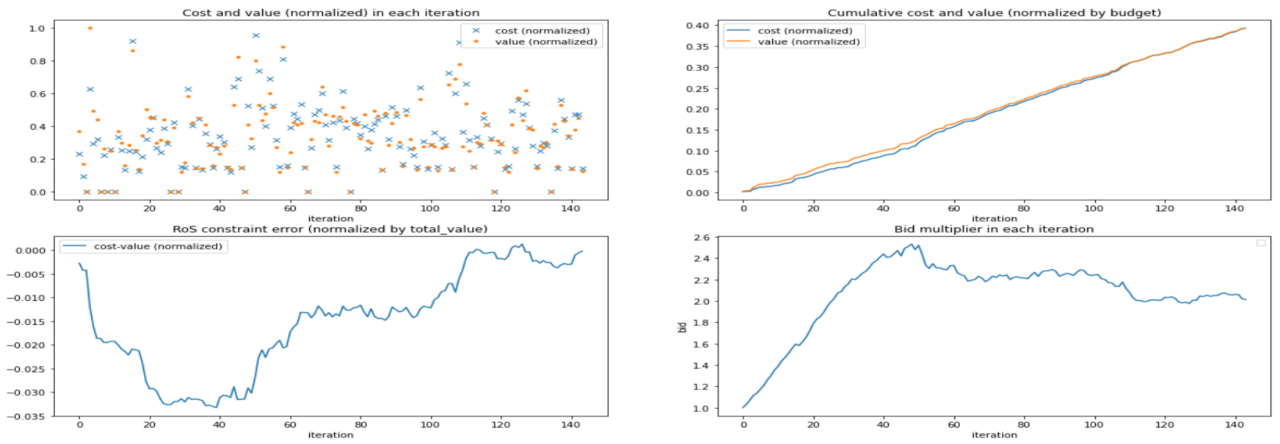 Cost and value (normalized) in each iteration
1.0
0.8
0.6
0.4
0.2
0.0
cost (normalized)
value (normalized)
0 20 40 60 80 100 120 140
iteration
Cumulative cost and value (normalized by budget)
0.40
0.35
0.30
0.25
0.20
0.15
0.10
0.05
0.00
cost (normalized)
value (normalized)
0 20 40 60 80 100 120 140
iteration
RoS constraint error (normalized by total_value)
0.000
−0.005
−0.010
−0.015
−0.020
−0.025
−0.030
−0.035
cost-value (normalized)
0 20 40 60 80 100 120 140
iteration
Bid multiplier in each iteration
2.6
2.4
2.2
2.0
1.8
1.6
1.4
1.2
1.0
bid
0 20 40 60 80 100 120 140
iteration